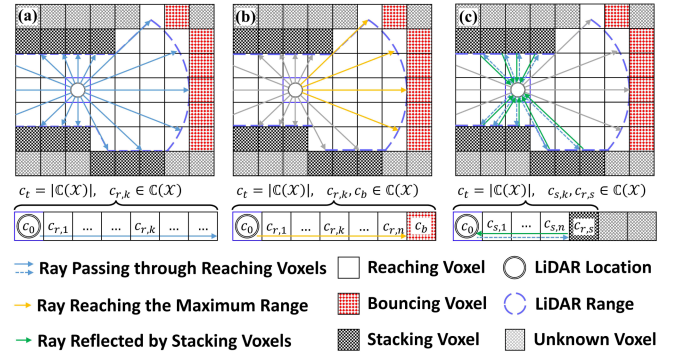 (a) (b) (c)
c_t = |ℂ(𝒳)|, c_{r,k} ∈ ℂ(𝒳) c_t = |ℂ(𝒳)|, c_{r,k}, c_b ∈ ℂ(𝒳) c_t = |ℂ(𝒳)|, c_{s,k}, c_{r,s} ∈ ℂ(𝒳)
c_0 c_{r,1} ... ... c_{r,k} ... ... c_0 c_{r,1} ... ... c_{r,k} ... c_{r,n} c_b c_0 c_{s,1} ... c_{s,n} c_{r,s}
Ray Passing through Reaching Voxels Reaching Voxel LiDAR Location
Ray Reaching the Maximum Range Bouncing Voxel LiDAR Range
Ray Reflected by Stacking Voxels Stacking Voxel Unknown Voxel